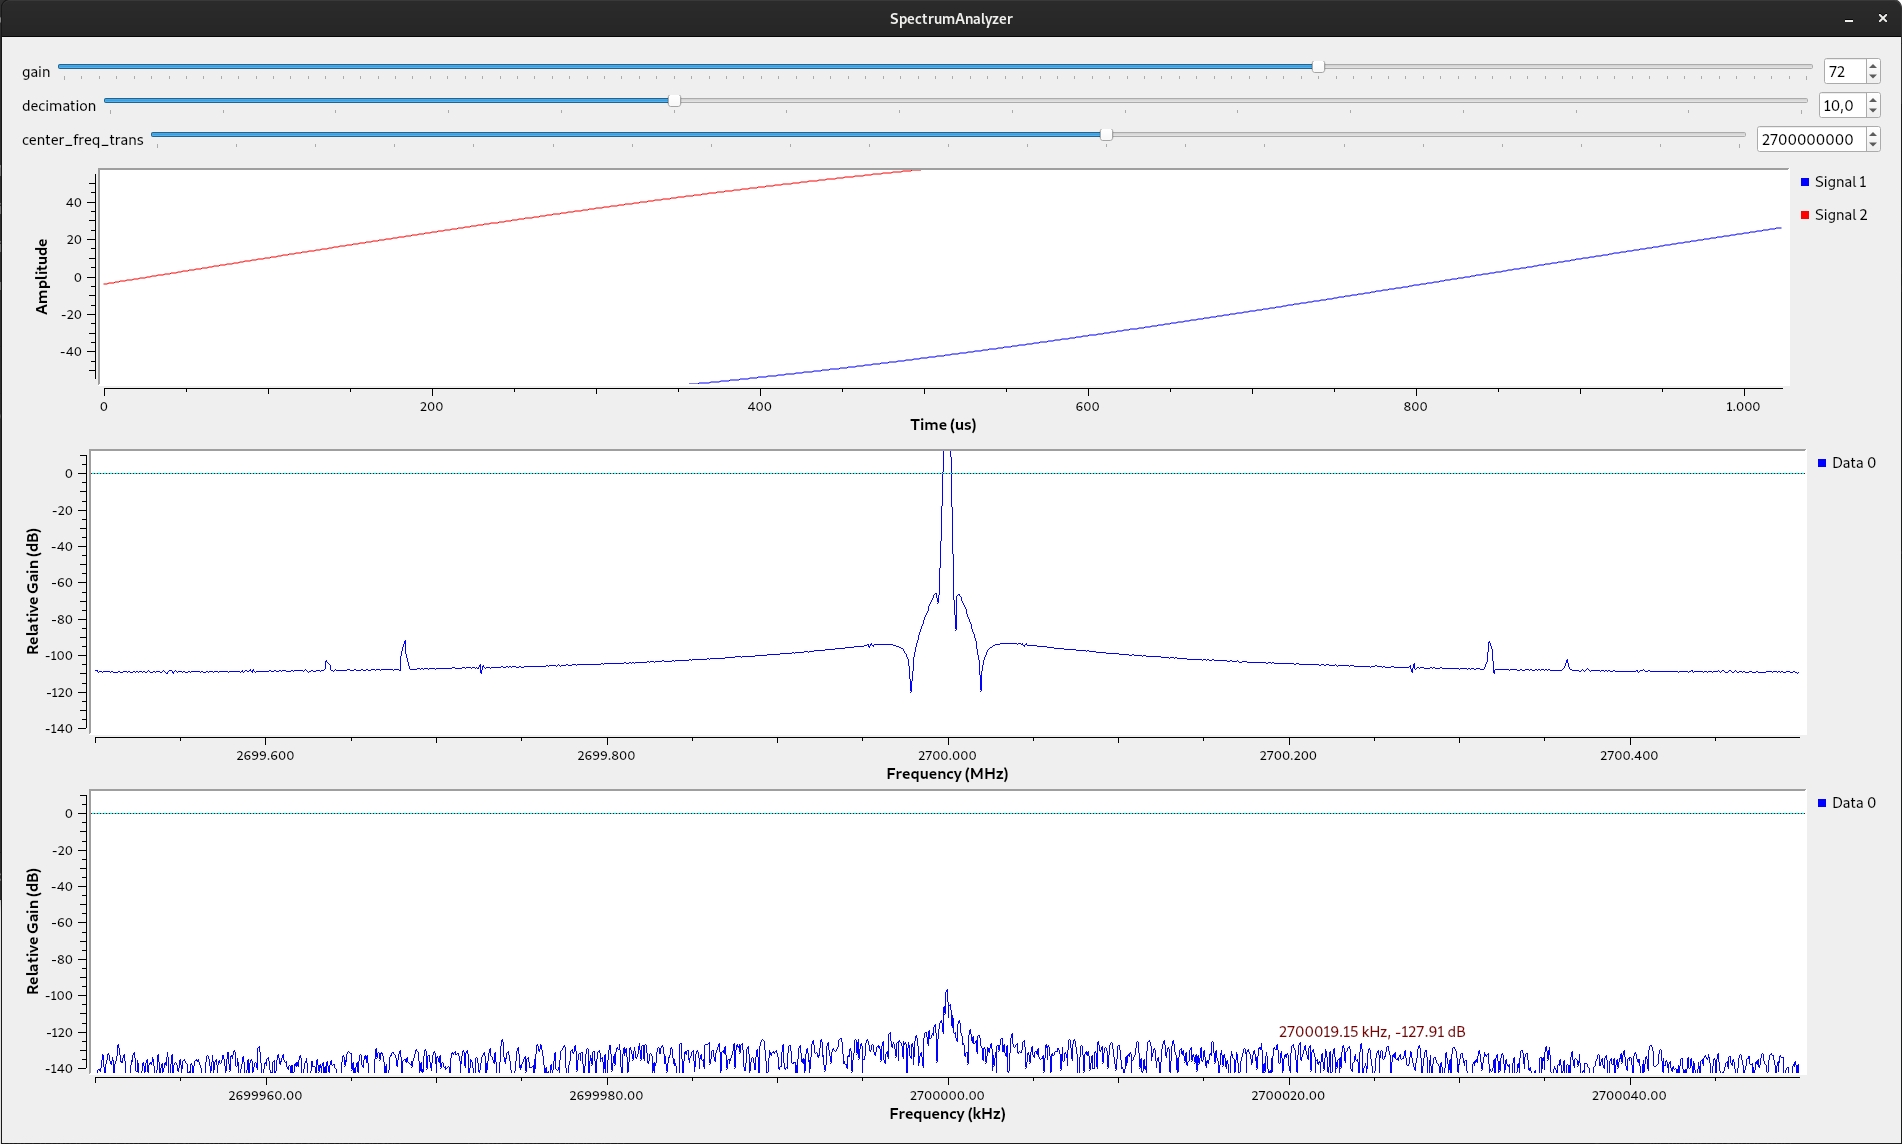 SpectrumAnalyzer
gain 72
decimation 10,0
center_freq_trans 2700000000
Signal 1
Signal 2
Amplitude
40
20
0
-20
-40
0 200 400 600 800 1.000
Time (us)
Data 0
Relative Gain (dB)
0
-20
-40
-60
-80
-100
-120
-140
2699.600 2699.800 2700.000 2700.200 2700.400
Frequency (MHz)
Data 0
Relative Gain (dB)
0
-20
-40
-60
-80
-100
-120
-140
2700019.15 kHz, -127.91 dB
2699960.00 2699980.00 2700000.00 2700020.00 2700040.00
Frequency (kHz)